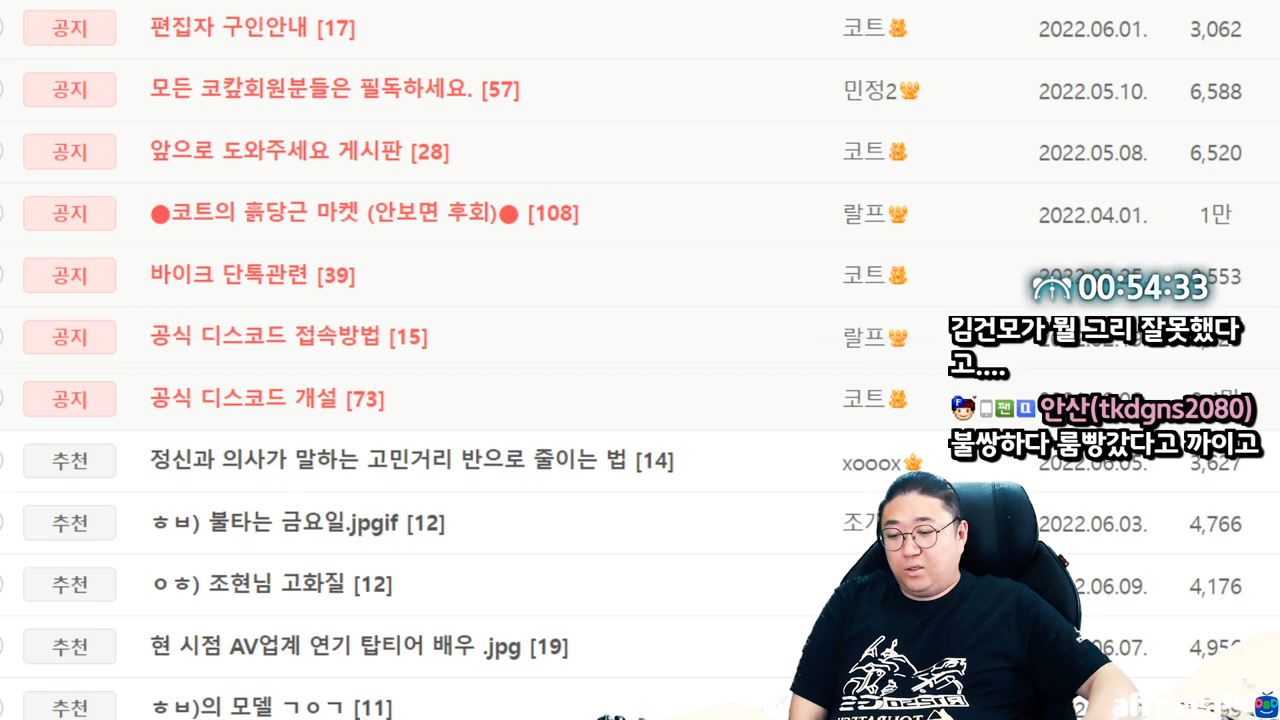 공지 편집자 구인안내 [17] 코트 2022.06.01. 3,062
공지 모든 코캎회원분들은 필독하세요. [57] 민정2 2022.05.10. 6,588
공지 앞으로 도와주세요 게시판 [28] 코트 2022.05.08. 6,520
공지 ●코트의 흙당근 마켓 (안보면 후회)● [108] 랄프 2022.04.01. 1만
공지 바이크 단톡관련 [39] 코트
00:54:33
공지 공식 디스코드 접속방법 [15] 랄프
김건모가 뭘 그리 잘못했다
고....
공지 공식 디스코드 개설 [73] 코트
안산(tkdgns2080)
불쌍하다 룸빵갔다고 까이고
추천 정신과 의사가 말하는 고민거리 반으로 줄이는 법 [14] xooox 2022.06.05. 3,627
추천 ㅎㅂ) 불타는 금요일.jpgif [12] 2022.06.03. 4,766
추천 ㅇㅎ) 조현님 고화질 [12] 06.09. 4,176
추천 현 시점 AV업계 연기 탑티어 배우 .jpg [19] 06.07.
추천 ㅎㅂ)의 모델 ㄱㅇㄱ [11]